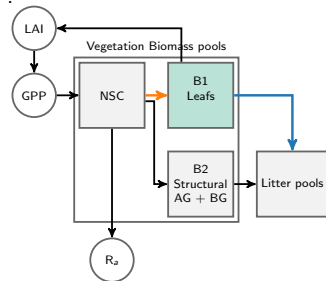 LAI
Vegetation Biomass pools
GPP
NSC
B1
Leafs
B2
Structural
AG + BG
Litter pools
Rₐ